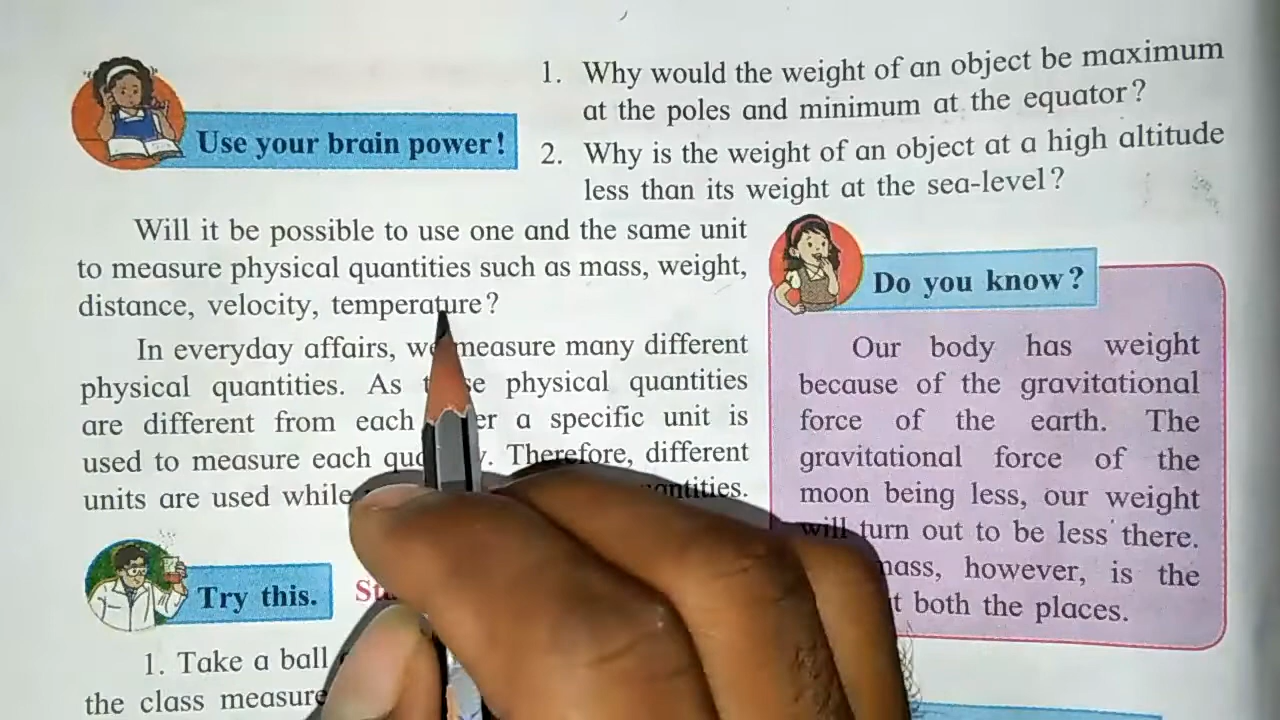 Use your brain power!
1. Why would the weight of an object be maximum
at the poles and minimum at the equator?
2. Why is the weight of an object at a high altitude
less than its weight at the sea-level?
Will it be possible to use one and the same unit
to measure physical quantities such as mass, weight,
distance, velocity, temperature?
In everyday affairs, we measure many different
physical quantities. As physical quantities
are different from each a specific unit is
used to measure each Therefore, different
units are used while
Do you know?
Our body has weight
because of the gravitational
force of the earth. The
gravitational force of the
moon being less, our weight
will turn out to be less there.
however, is the
both the places.
Try this.
1. Take a ball
the class measure